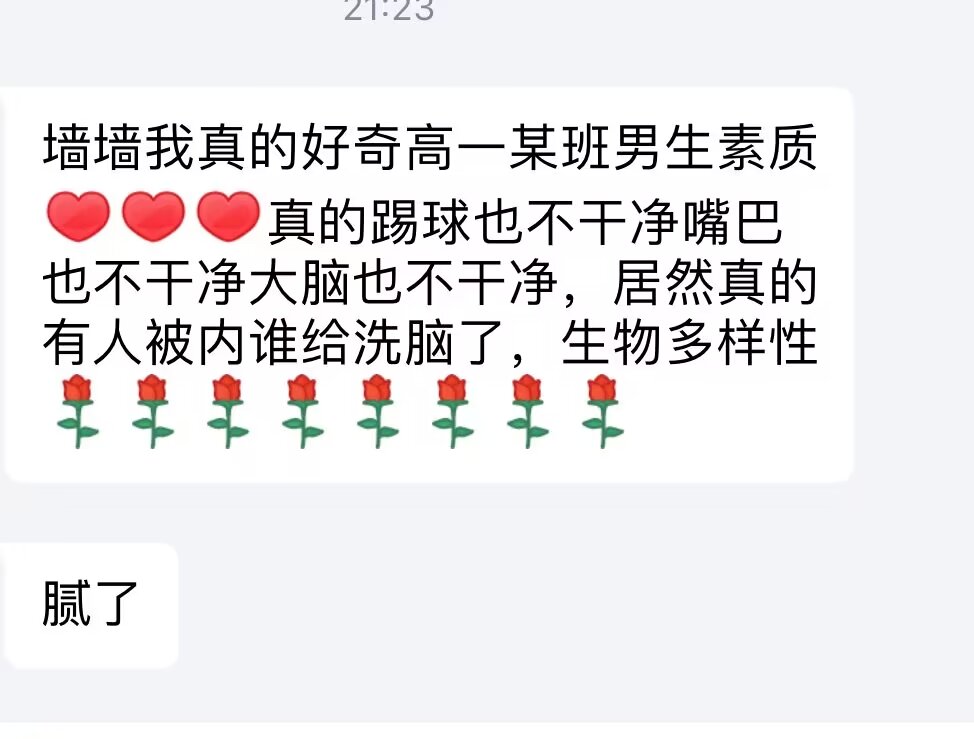 21:23
墙墙我真的好奇高一某班男生素质
❤️❤️❤️真的踢球也不干净嘴巴
也不干净大脑也不干净，居然真的
有人被内谁给洗脑了，生物多样性
🌹🌹🌹🌹🌹🌹🌹🌹
腻了